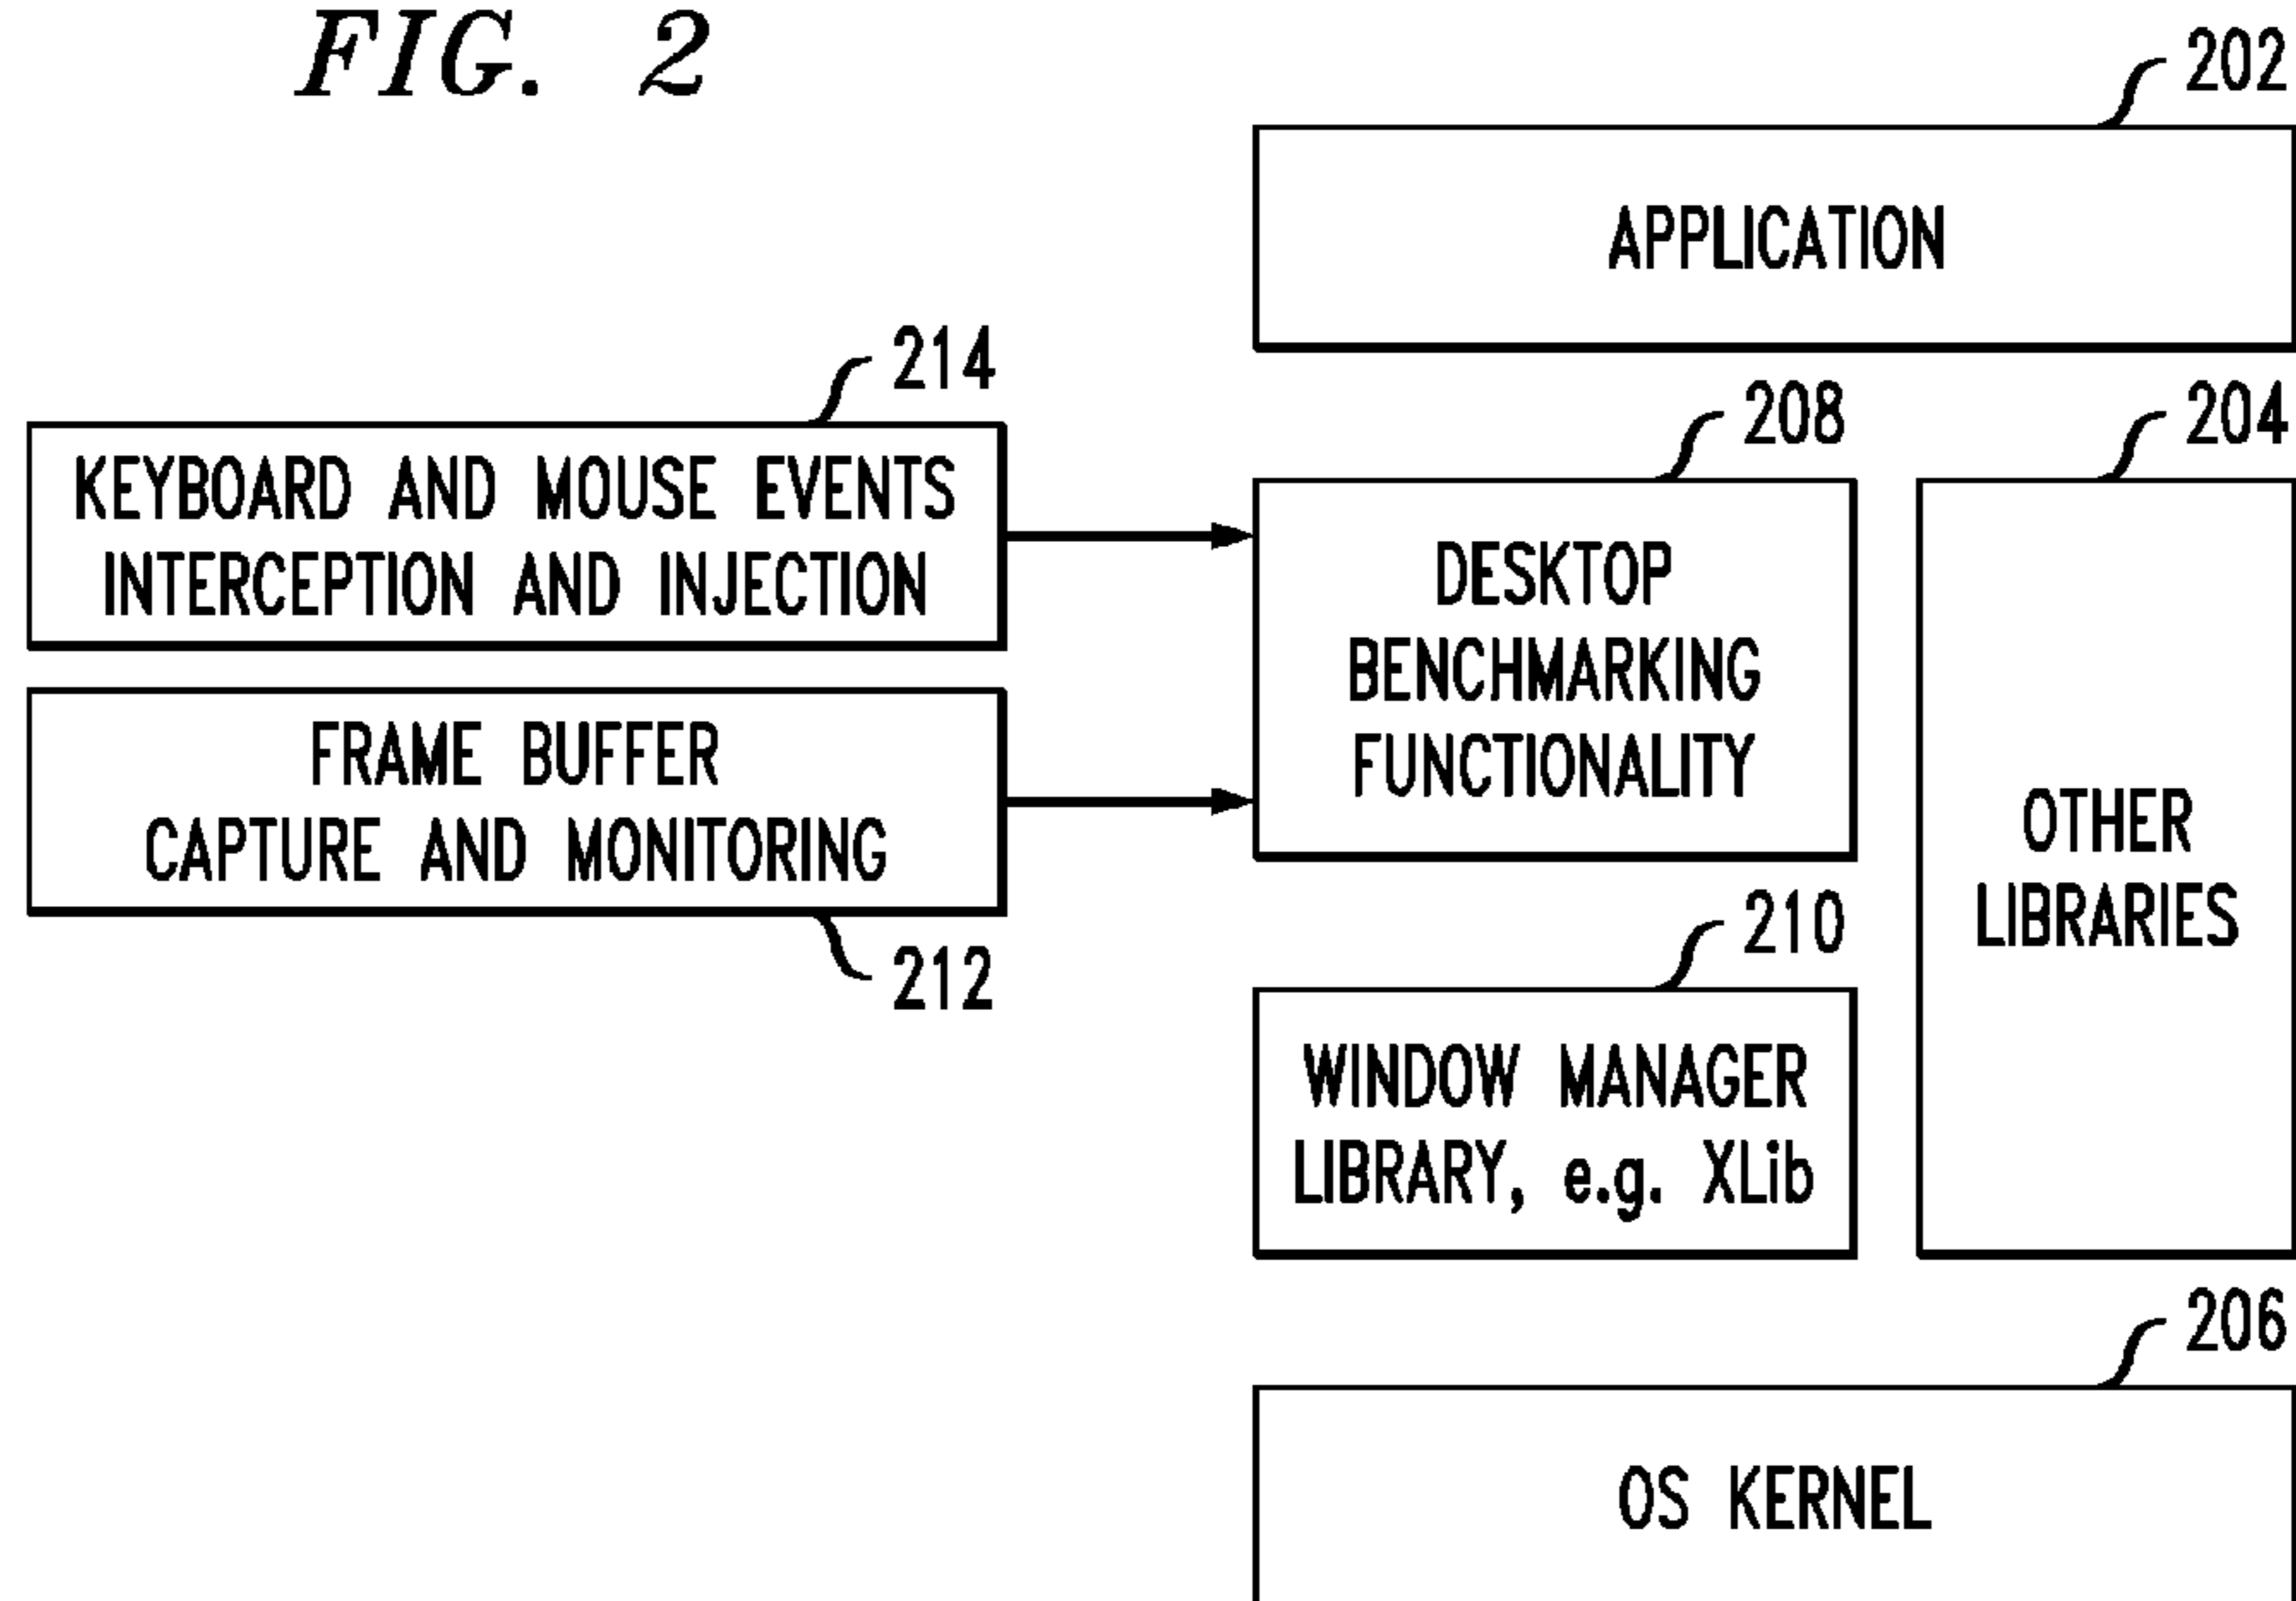 FIG. 2
202
APPLICATION
214
KEYBOARD AND MOUSE EVENTS
INTERCEPTION AND INJECTION
FRAME BUFFER
CAPTURE AND MONITORING
212
208
DESKTOP
BENCHMARKING
FUNCTIONALITY
204
OTHER
LIBRARIES
210
WINDOW MANAGER
LIBRARY, e.g. XLib
206
OS KERNEL